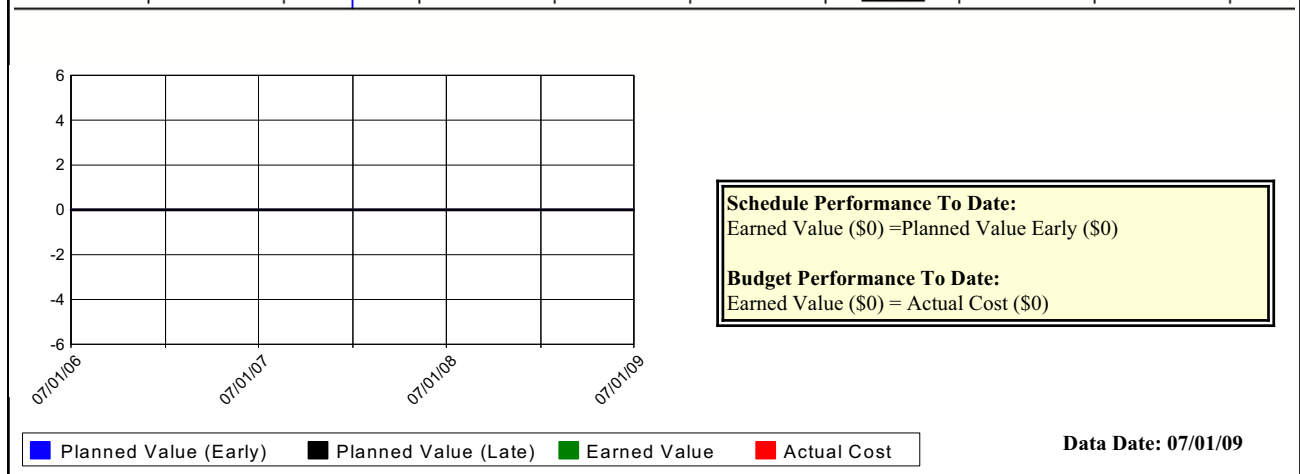 6
4
2
0
-2
-4
-6
07/01/06 07/01/07 07/01/08 07/01/09
Schedule Performance To Date:
Earned Value ($0) =Planned Value Early ($0)
Budget Performance To Date:
Earned Value ($0) = Actual Cost ($0)
Planned Value (Early) Planned Value (Late) Earned Value Actual Cost
Data Date: 07/01/09